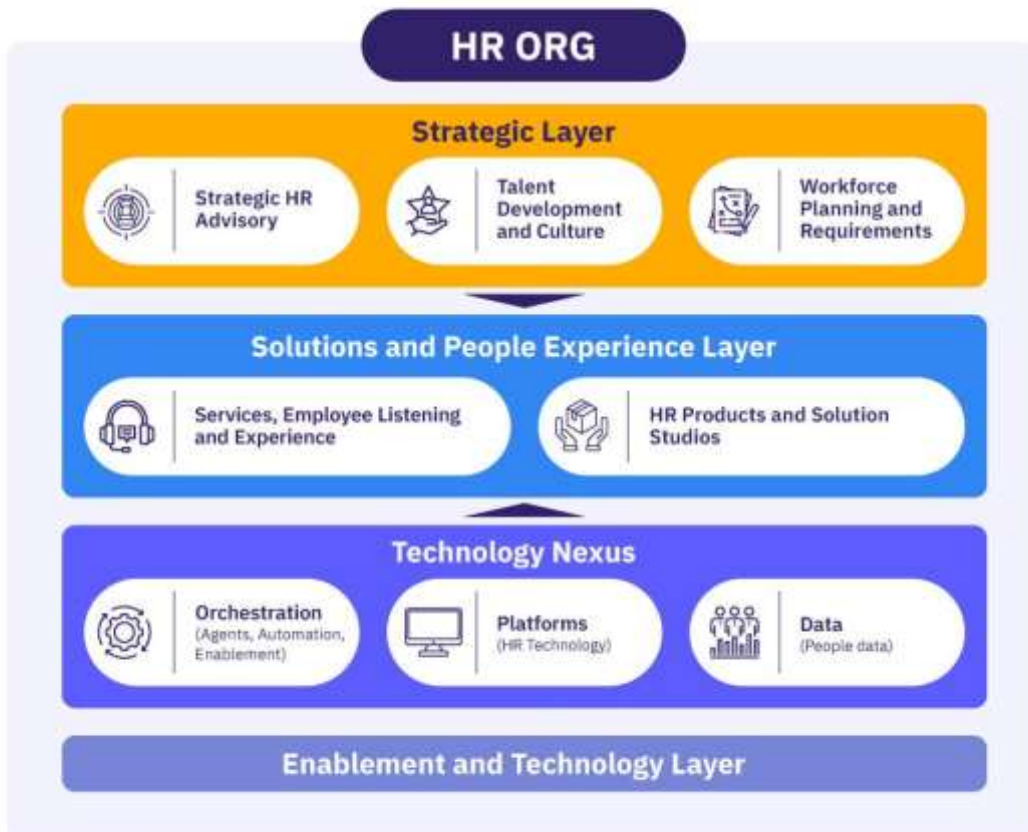 HR ORG
Strategic Layer
Strategic HR
Advisory
Talent
Development
and Culture
Workforce
Planning and
Requirements
Solutions and People Experience Layer
Services, Employee Listening
and Experience
HR Products and Solution
Studios
Technology Nexus
Orchestration
(Agents, Automation,
Enablement)
Platforms
(HR Technology)
Data
(People data)
Enablement and Technology Layer